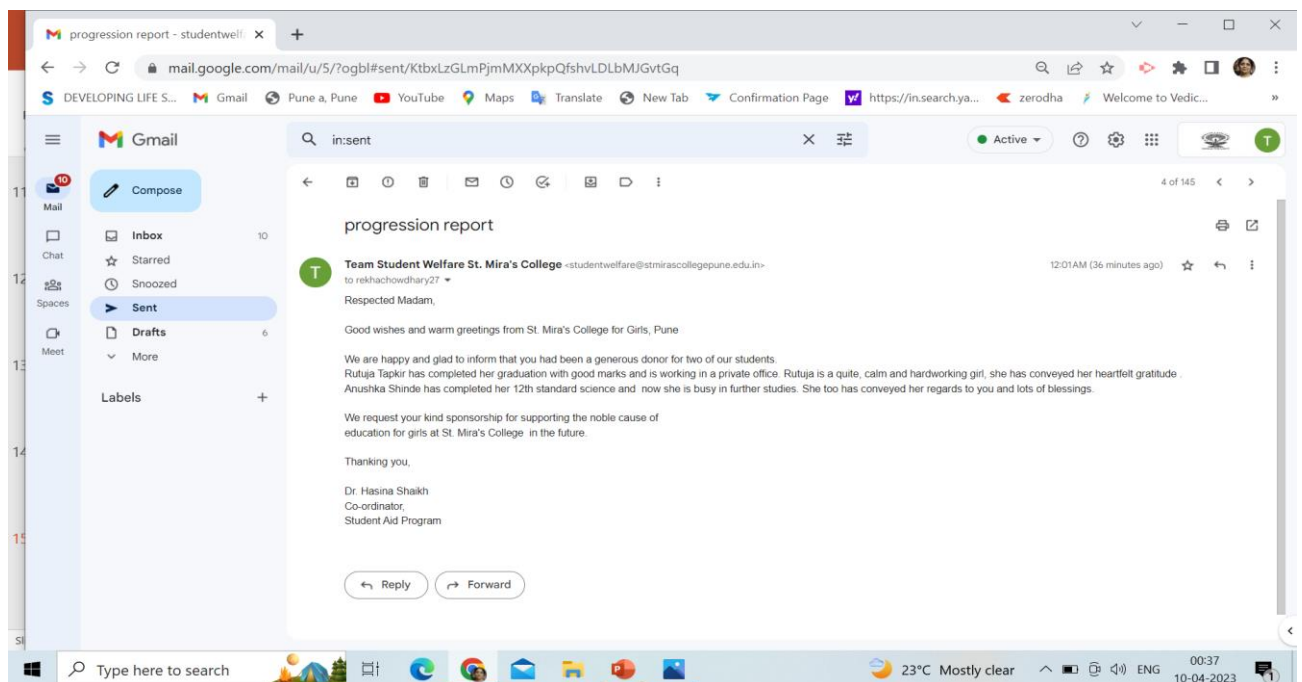 progression report - studentwelf
mail.google.com/mail/u/5/?ogbl#sent/KtbxLzGLmPjmMXXpkpQfshvLDLbMJGvtGq
DEVELOPING LIFE S... Gmail Pune a, Pune YouTube Maps Translate New Tab Confirmation Page https://in.search.ya... zerodha Welcome to Vedic... »
Gmail in:sent Active T
11 10 Compose 4 of 145
Mail
progression report
Inbox 10
Chat
Starred
T Team Student Welfare St. Mira's College <studentwelfare@stmirascollegepune.edu.in> 12:01 AM (36 minutes ago)
to rekhachowdhary27
12 Snoozed
Spaces
Respected Madam,
Sent
Good wishes and warm greetings from St. Mira's College for Girls, Pune
Drafts 6
Meet
More
13
We are happy and glad to inform that you had been a generous donor for two of our students.
Rutuja Tapkir has completed her graduation with good marks and is working in a private office. Rutuja is a quite, calm and hardworking girl, she has conveyed her heartfelt gratitude .
Anushka Shinde has completed her 12th standard science and now she is busy in further studies. She too has conveyed her regards to you and lots of blessings.
Labels +
We request your kind sponsorship for supporting the noble cause of
education for girls at St. Mira's College in the future.
14
Thanking you,
Dr. Hasina Shaikh
Co-ordinator,
Student Aid Program
15
Reply Forward
Sl
Type here to search 23°C Mostly clear ENG 00:37
10-04-2023 1